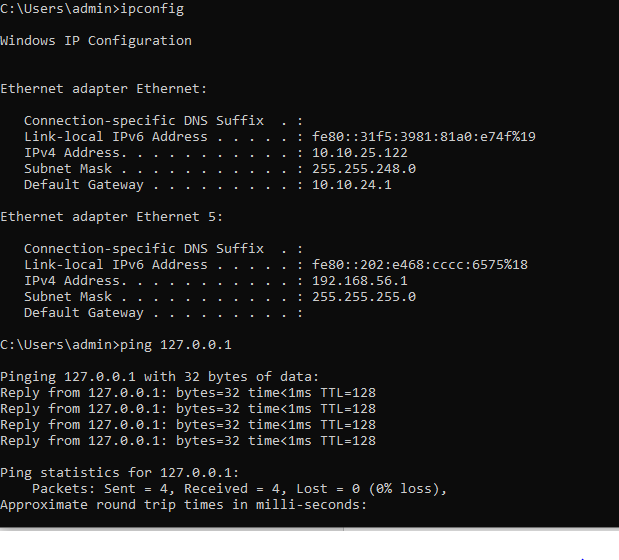 C:\Users\admin>ipconfig
Windows IP Configuration
Ethernet adapter Ethernet:
   Connection-specific DNS Suffix  . :
   Link-local IPv6 Address . . . . . : fe80::31f5:3981:81a0:e74f%19
   IPv4 Address. . . . . . . . . . . : 10.10.25.122
   Subnet Mask . . . . . . . . . . . : 255.255.248.0
   Default Gateway . . . . . . . . . : 10.10.24.1
Ethernet adapter Ethernet 5:
   Connection-specific DNS Suffix  . :
   Link-local IPv6 Address . . . . . : fe80::202:e468:cccc:6575%18
   IPv4 Address. . . . . . . . . . . : 192.168.56.1
   Subnet Mask . . . . . . . . . . . : 255.255.255.0
   Default Gateway . . . . . . . . . :
C:\Users\admin>ping 127.0.0.1
Pinging 127.0.0.1 with 32 bytes of data:
Reply from 127.0.0.1: bytes=32 time<1ms TTL=128
Reply from 127.0.0.1: bytes=32 time<1ms TTL=128
Reply from 127.0.0.1: bytes=32 time<1ms TTL=128
Reply from 127.0.0.1: bytes=32 time<1ms TTL=128
Ping statistics for 127.0.0.1:
    Packets: Sent = 4, Received = 4, Lost = 0 (0% loss),
Approximate round trip times in milli-seconds: